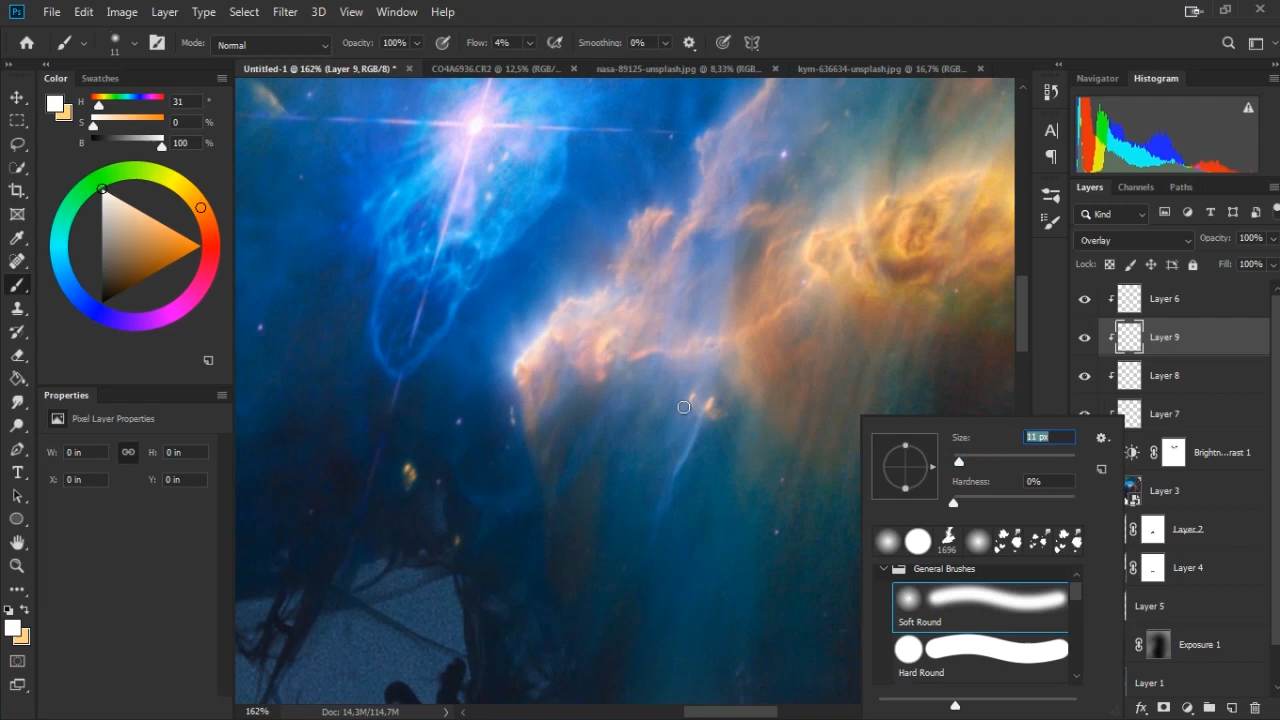 Ps File Edit Image Layer Type Select Filter 3D View Window Help
11 Mode: Normal Opacity: 100% Flow: 4% Smoothing: 0%
Untitled-1 @ 162% (Layer 9, RGB/8) * CO4A6936.CR2 @ 12,5% (RGB/... nasa-89125-unsplash.jpg @ 8,33% (RGB... kym-636634-unsplash.jpg @ 16,7% (RGB...
Color Swatches
H 31 °
S 0 %
B 100 %
Properties
Pixel Layer Properties
W: 0 in H: 0 in
X: 0 in Y: 0 in
Navigator Histogram
Layers Channels Paths
Kind
Overlay Opacity: 100%
Lock: Fill: 100%
Layer 6
Layer 9
Layer 8
Layer 7
Brightn...rast 1
Layer 3
Layer 2
Layer 4
Layer 5
Exposure 1
Layer 1
Size: 11 px
Hardness: 0%
1696
General Brushes
Soft Round
Hard Round
162% Doc: 14,3M/114,7M